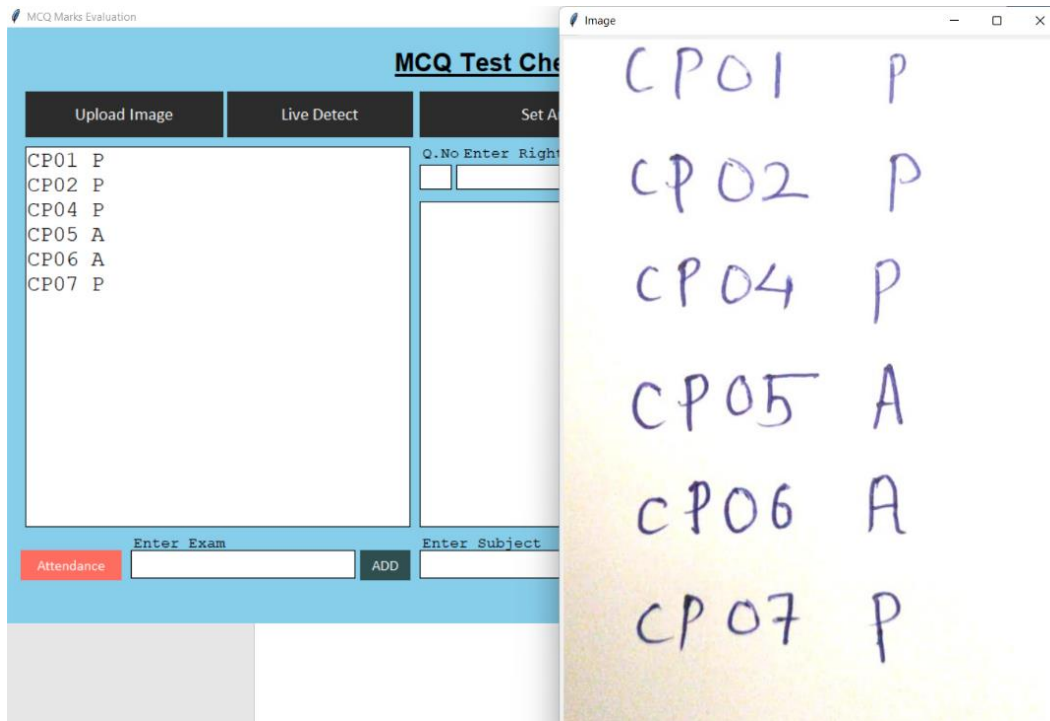 MCQ Marks Evaluation
MCQ Test Che
Upload Image
Live Detect
Set A
CP01 P
CP02 P
CP04 P
CP05 A
CP06 A
CP07 P
Q.No Enter Right
Attendance
Enter Exam
ADD
Enter Subject
Image
CP01 P
CP02 P
CP04 P
CP05 A
CP06 A
CP07 P